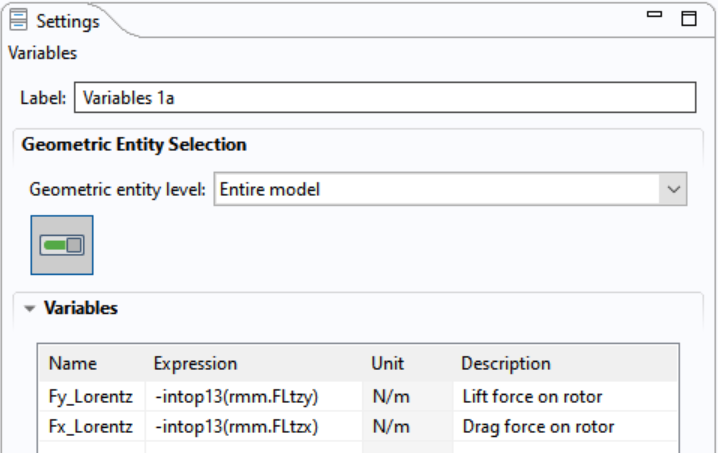 Settings
Variables
Label: Variables 1a
Geometric Entity Selection
Geometric entity level: Entire model
Variables
Name Expression Unit Description
Fy_Lorentz -intop13(rmm.FLtzy) N/m Lift force on rotor
Fx_Lorentz -intop13(rmm.FLtzx) N/m Drag force on rotor